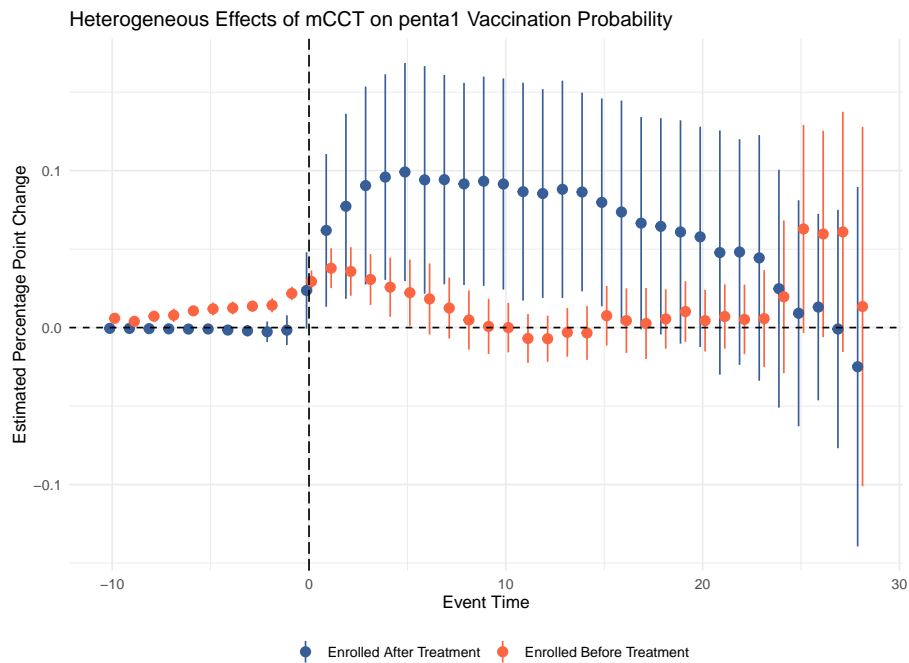 Heterogeneous Effects of mCCT on penta1 Vaccination Probability
Estimated Percentage Point Change
0.1
0.0
−0.1
−10
0
10
20
30
Event Time
Enrolled After Treatment
Enrolled Before Treatment